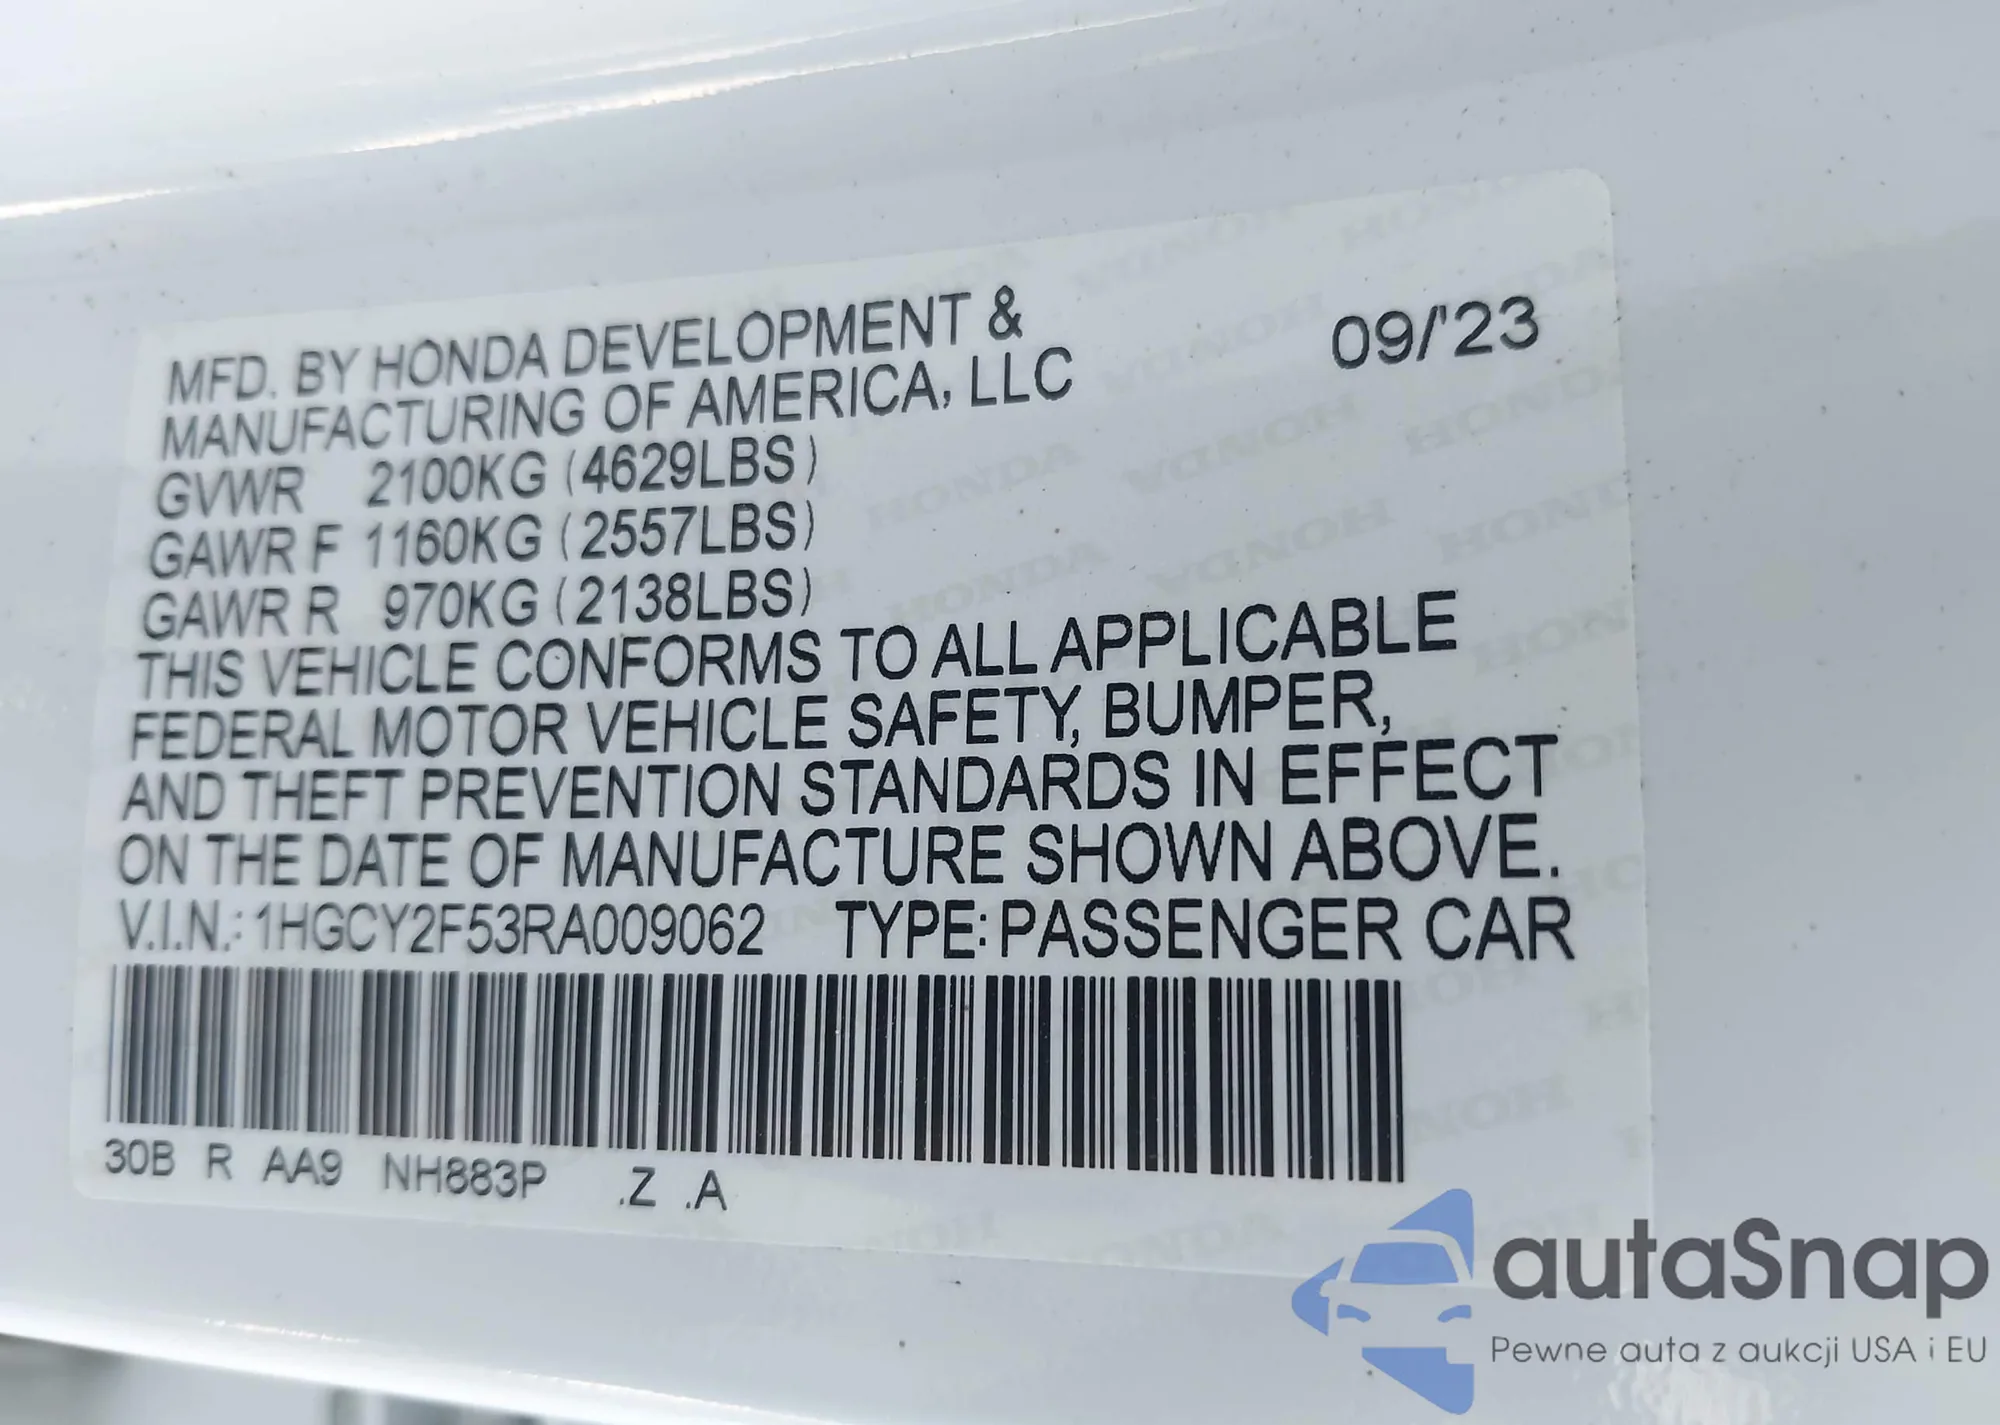 MFD. BY HONDA DEVELOPMENT &
MANUFACTURING OF AMERICA, LLC
09/'23
GVWR 2100KG (4629LBS)
GAWR F 1160KG (2557LBS)
GAWR R 970KG (2138LBS)
THIS VEHICLE CONFORMS TO ALL APPLICABLE
FEDERAL MOTOR VEHICLE SAFETY, BUMPER,
AND THEFT PREVENTION STANDARDS IN EFFECT
ON THE DATE OF MANUFACTURE SHOWN ABOVE.
V.I.N.: 1HGCY2F53RA009062 TYPE: PASSENGER CAR
30B R AA9 NH883P .Z .A
autaSnap
Pewne auta z aukcji USA i EU